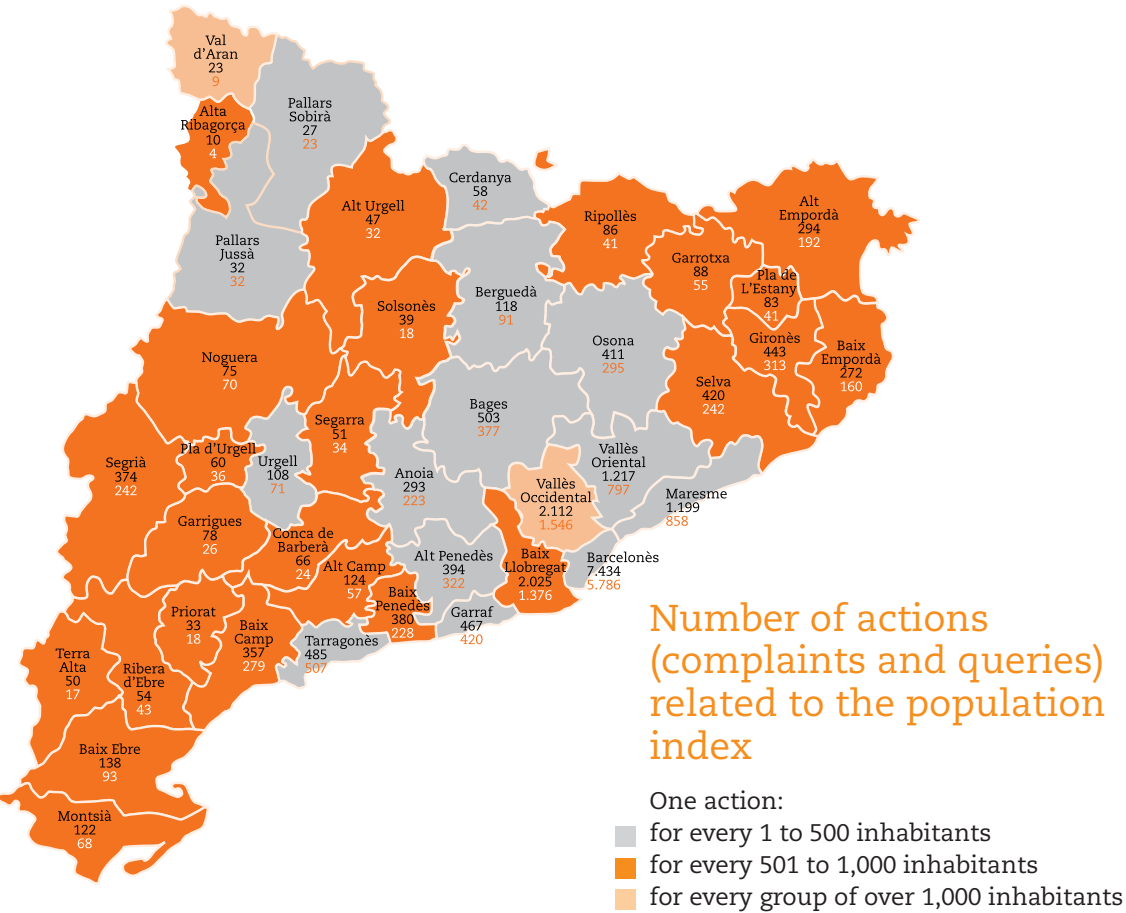 Val
d'Aran
23
9
Alta
Ribagorça
10
4
Pallars
Sobirà
27
23
Cerdanya
58
42
Alt Urgell
47
32
Pallars
Jussà
32
32
Ripollès
86
41
Alt
Empordà
294
192
Garrotxa
88
55
Pla de
L'Estany
83
41
Berguedà
118
91
Solsonès
39
18
Osona
411
295
Gironès
443
313
Baix
Empordà
272
160
Noguera
75
70
Selva
420
242
Bages
503
377
Segarra
51
34
Pla d'Urgell
60
36
Urgell
108
71
Segrià
374
242
Anoia
293
223
Vallès
Oriental
1.217
797
Vallès
Occidental
2.112
1.546
Maresme
1.199
858
Garrigues
78
26
Conca de
Barberà
66
24
Alt Camp
124
57
Alt Penedès
394
322
Baix
Llobregat
2.025
1.376
Barcelonès
7.434
5.786
Baix
Penedès
380
228
Garraf
467
420
Priorat
33
18
Baix
Camp
357
279
Tarragonès
485
507
Terra
Alta
50
17
Ribera
d'Ebre
54
43
Baix Ebre
138
93
Montsià
122
68
Number of actions
(complaints and queries)
related to the population
index
One action:
for every 1 to 500 inhabitants
for every 501 to 1,000 inhabitants
for every group of over 1,000 inhabitants